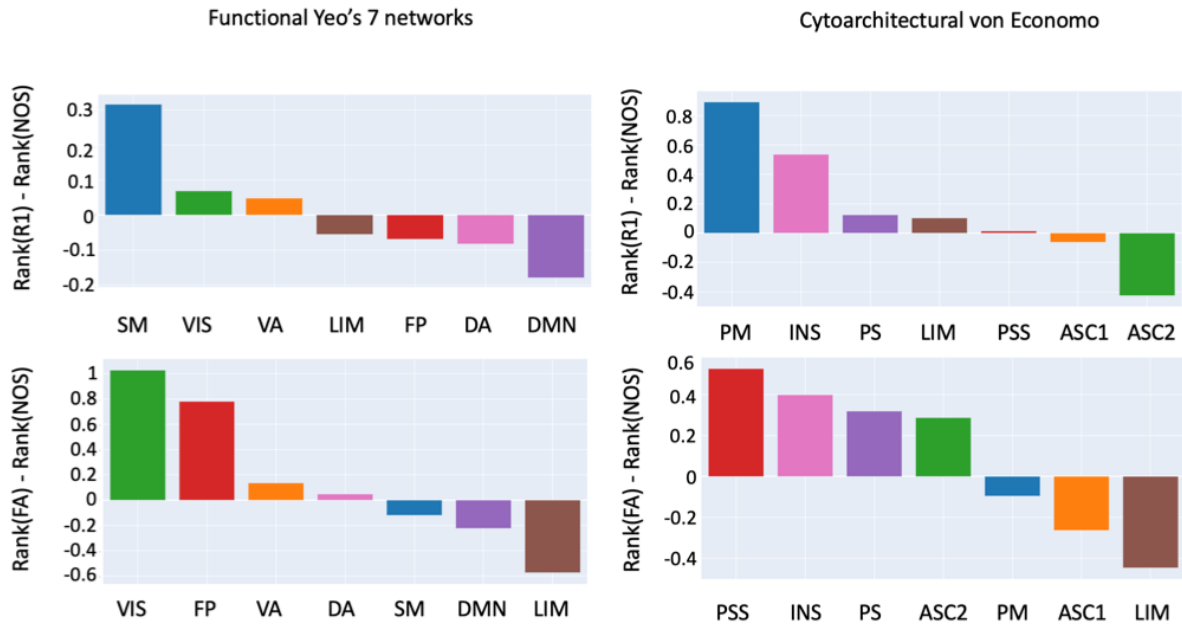 Functional Yeo's 7 networks
Cytoarchitectural von Economo
Rank(R1) - Rank(NOS)
0.3
0.2
0.1
0
-0.1
-0.2
SM VIS VA LIM FP DA DMN
Rank(R1) - Rank(NOS)
0.8
0.6
0.4
0.2
0
-0.2
-0.4
PM INS PS LIM PSS ASC1 ASC2
Rank(FA) - Rank(NOS)
1
0.8
0.6
0.4
0.2
0
-0.2
-0.4
-0.6
VIS FP VA DA SM DMN LIM
Rank(FA) - Rank(NOS)
0.6
0.4
0.2
0
-0.2
-0.4
PSS INS PS ASC2 PM ASC1 LIM